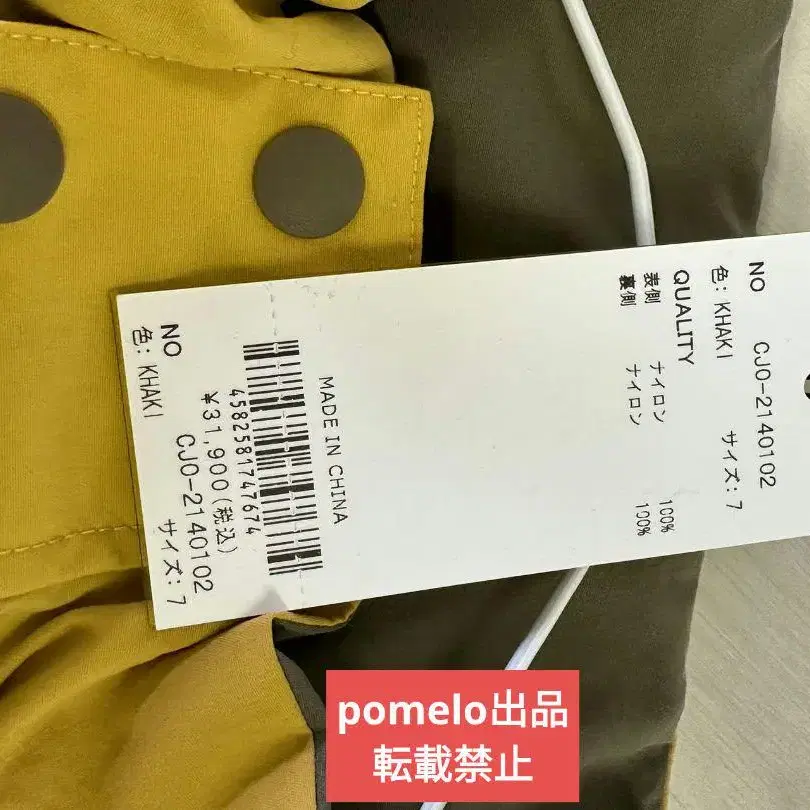 NO CJ0-2140102
色: KHAKI サイズ: 7
QUALITY
表側 ナイロン 100%
裏側 ナイロン 100%
MADE IN CHINA
4582581747674
¥31,900(税込)
NO CJ0-2140102
色: KHAKI サイズ: 7
pomelo出品
転載禁止